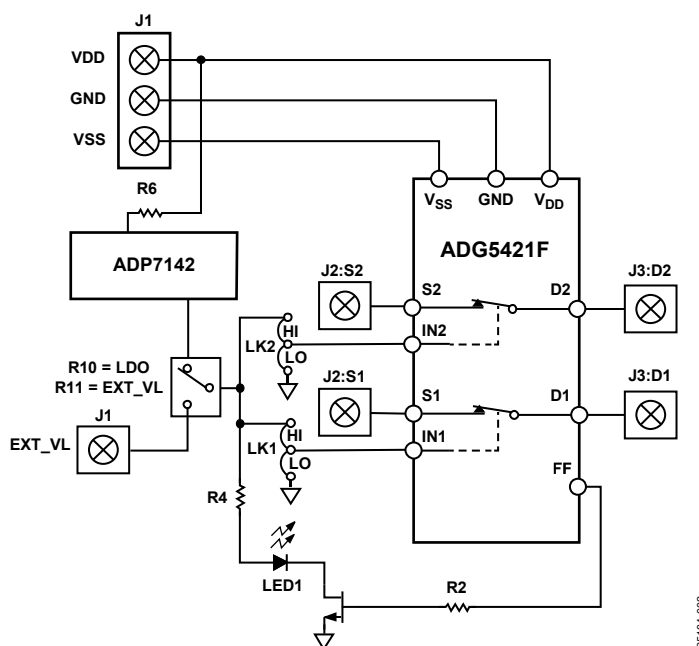 J1
VDD
GND
VSS
R6
ADP7142
VSS GND VDD
ADG5421F
J2:S2
S2
D2
J3:D2
HI
LK2
LO
IN2
R10 = LDO
R11 = EXT_VL
J2:S1
S1
D1
J3:D1
J1
EXT_VL
HI
LK1
LO
IN1
FF
R4
LED1
R2